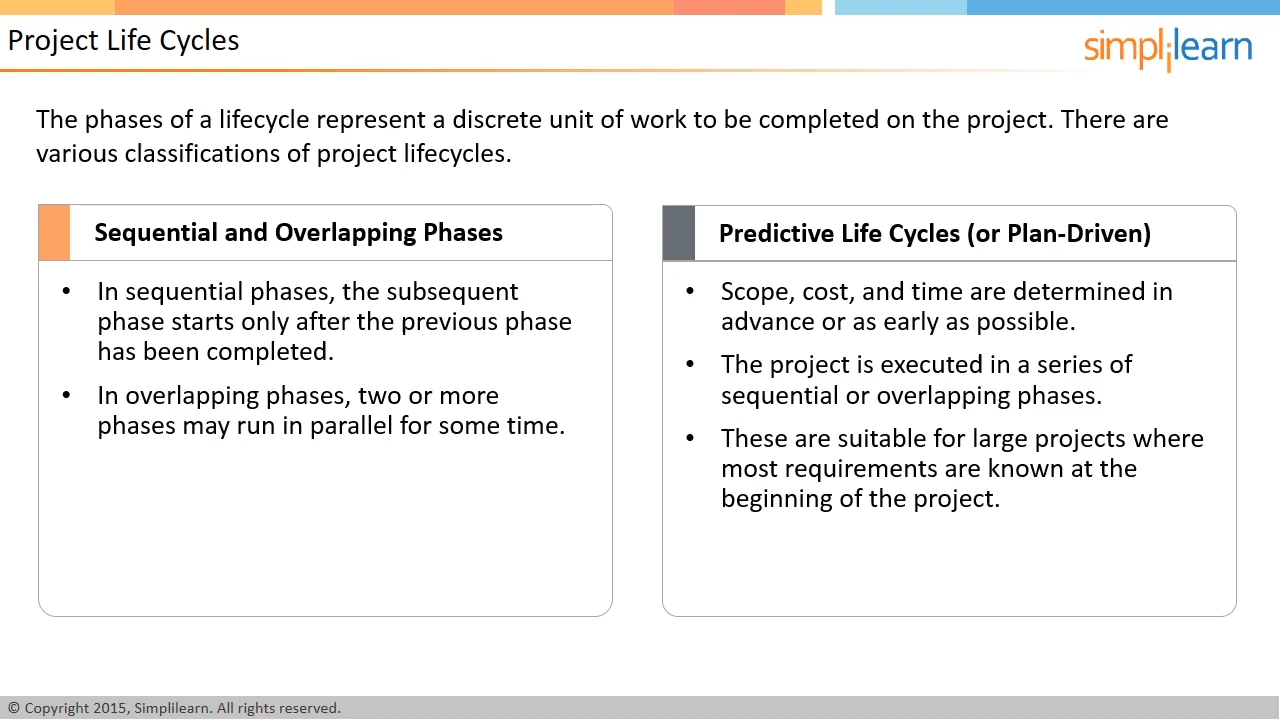 Project Life Cycles
simplilearn
The phases of a lifecycle represent a discrete unit of work to be completed on the project. There are
various classifications of project lifecycles.
Sequential and Overlapping Phases
• In sequential phases, the subsequent
phase starts only after the previous phase
has been completed.
• In overlapping phases, two or more
phases may run in parallel for some time.
Predictive Life Cycles (or Plan-Driven)
• Scope, cost, and time are determined in
advance or as early as possible.
• The project is executed in a series of
sequential or overlapping phases.
• These are suitable for large projects where
most requirements are known at the
beginning of the project.
© Copyright 2015, Simplilearn. All rights reserved.